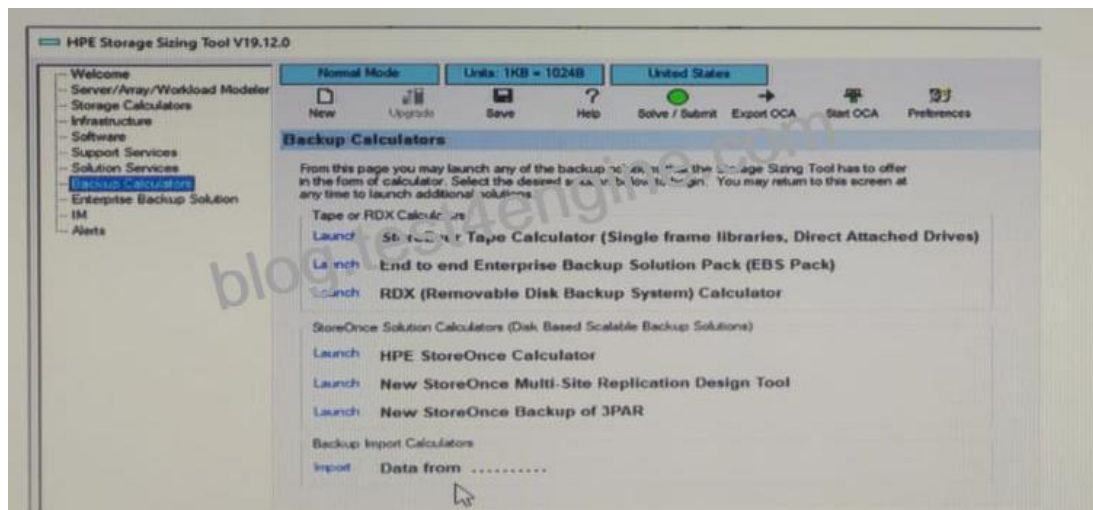 HPE Storage Sizing Tool V19.12.0
Welcome
Server/Array/Workload Modeler
Storage Calculators
Infrastructure
Software
Support Services
Solution Services
Backup Calculators
Enterprise Backup Solution
IM
Alerts
Normal Mode
Units: 1KB = 1024B
United States
New
Upgrade
Save
Help
Solve / Submit
Export OCA
Start OCA
Preferences
Backup Calculators
From this page you may launch any of the backup the Storage Sizing Tool has to offer
in the form of calculator. Select the desired below to begin. You may return to this screen at
any time to launch additional solutions.
Tape or RDX Calculators
Launch Tape Calculator (Single frame libraries, Direct Attached Drives)
Launch End to end Enterprise Backup Solution Pack (EBS Pack)
Launch RDX (Removable Disk Backup System) Calculator
StoreOnce Solution Calculators (Disk Based Scalable Backup Solutions)
Launch HPE StoreOnce Calculator
Launch New StoreOnce Multi-Site Replication Design Tool
Launch New StoreOnce Backup of 3PAR
Backup Import Calculators
Import Data from ..........
blog.test4engine.com